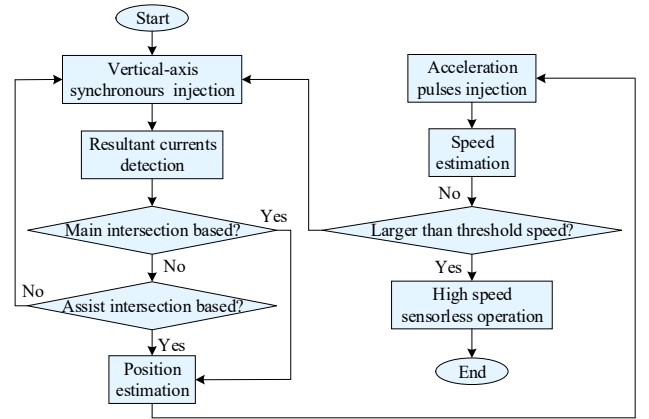 Start
Vertical-axis
synchronours injection
Resultant currents
detection
Main intersection based?
Yes
No
Assist intersection based?
No
Yes
Position
estimation
Acceleration
pulses injection
Speed
estimation
No
Larger than threshold speed?
Yes
High speed
sensorless operation
End